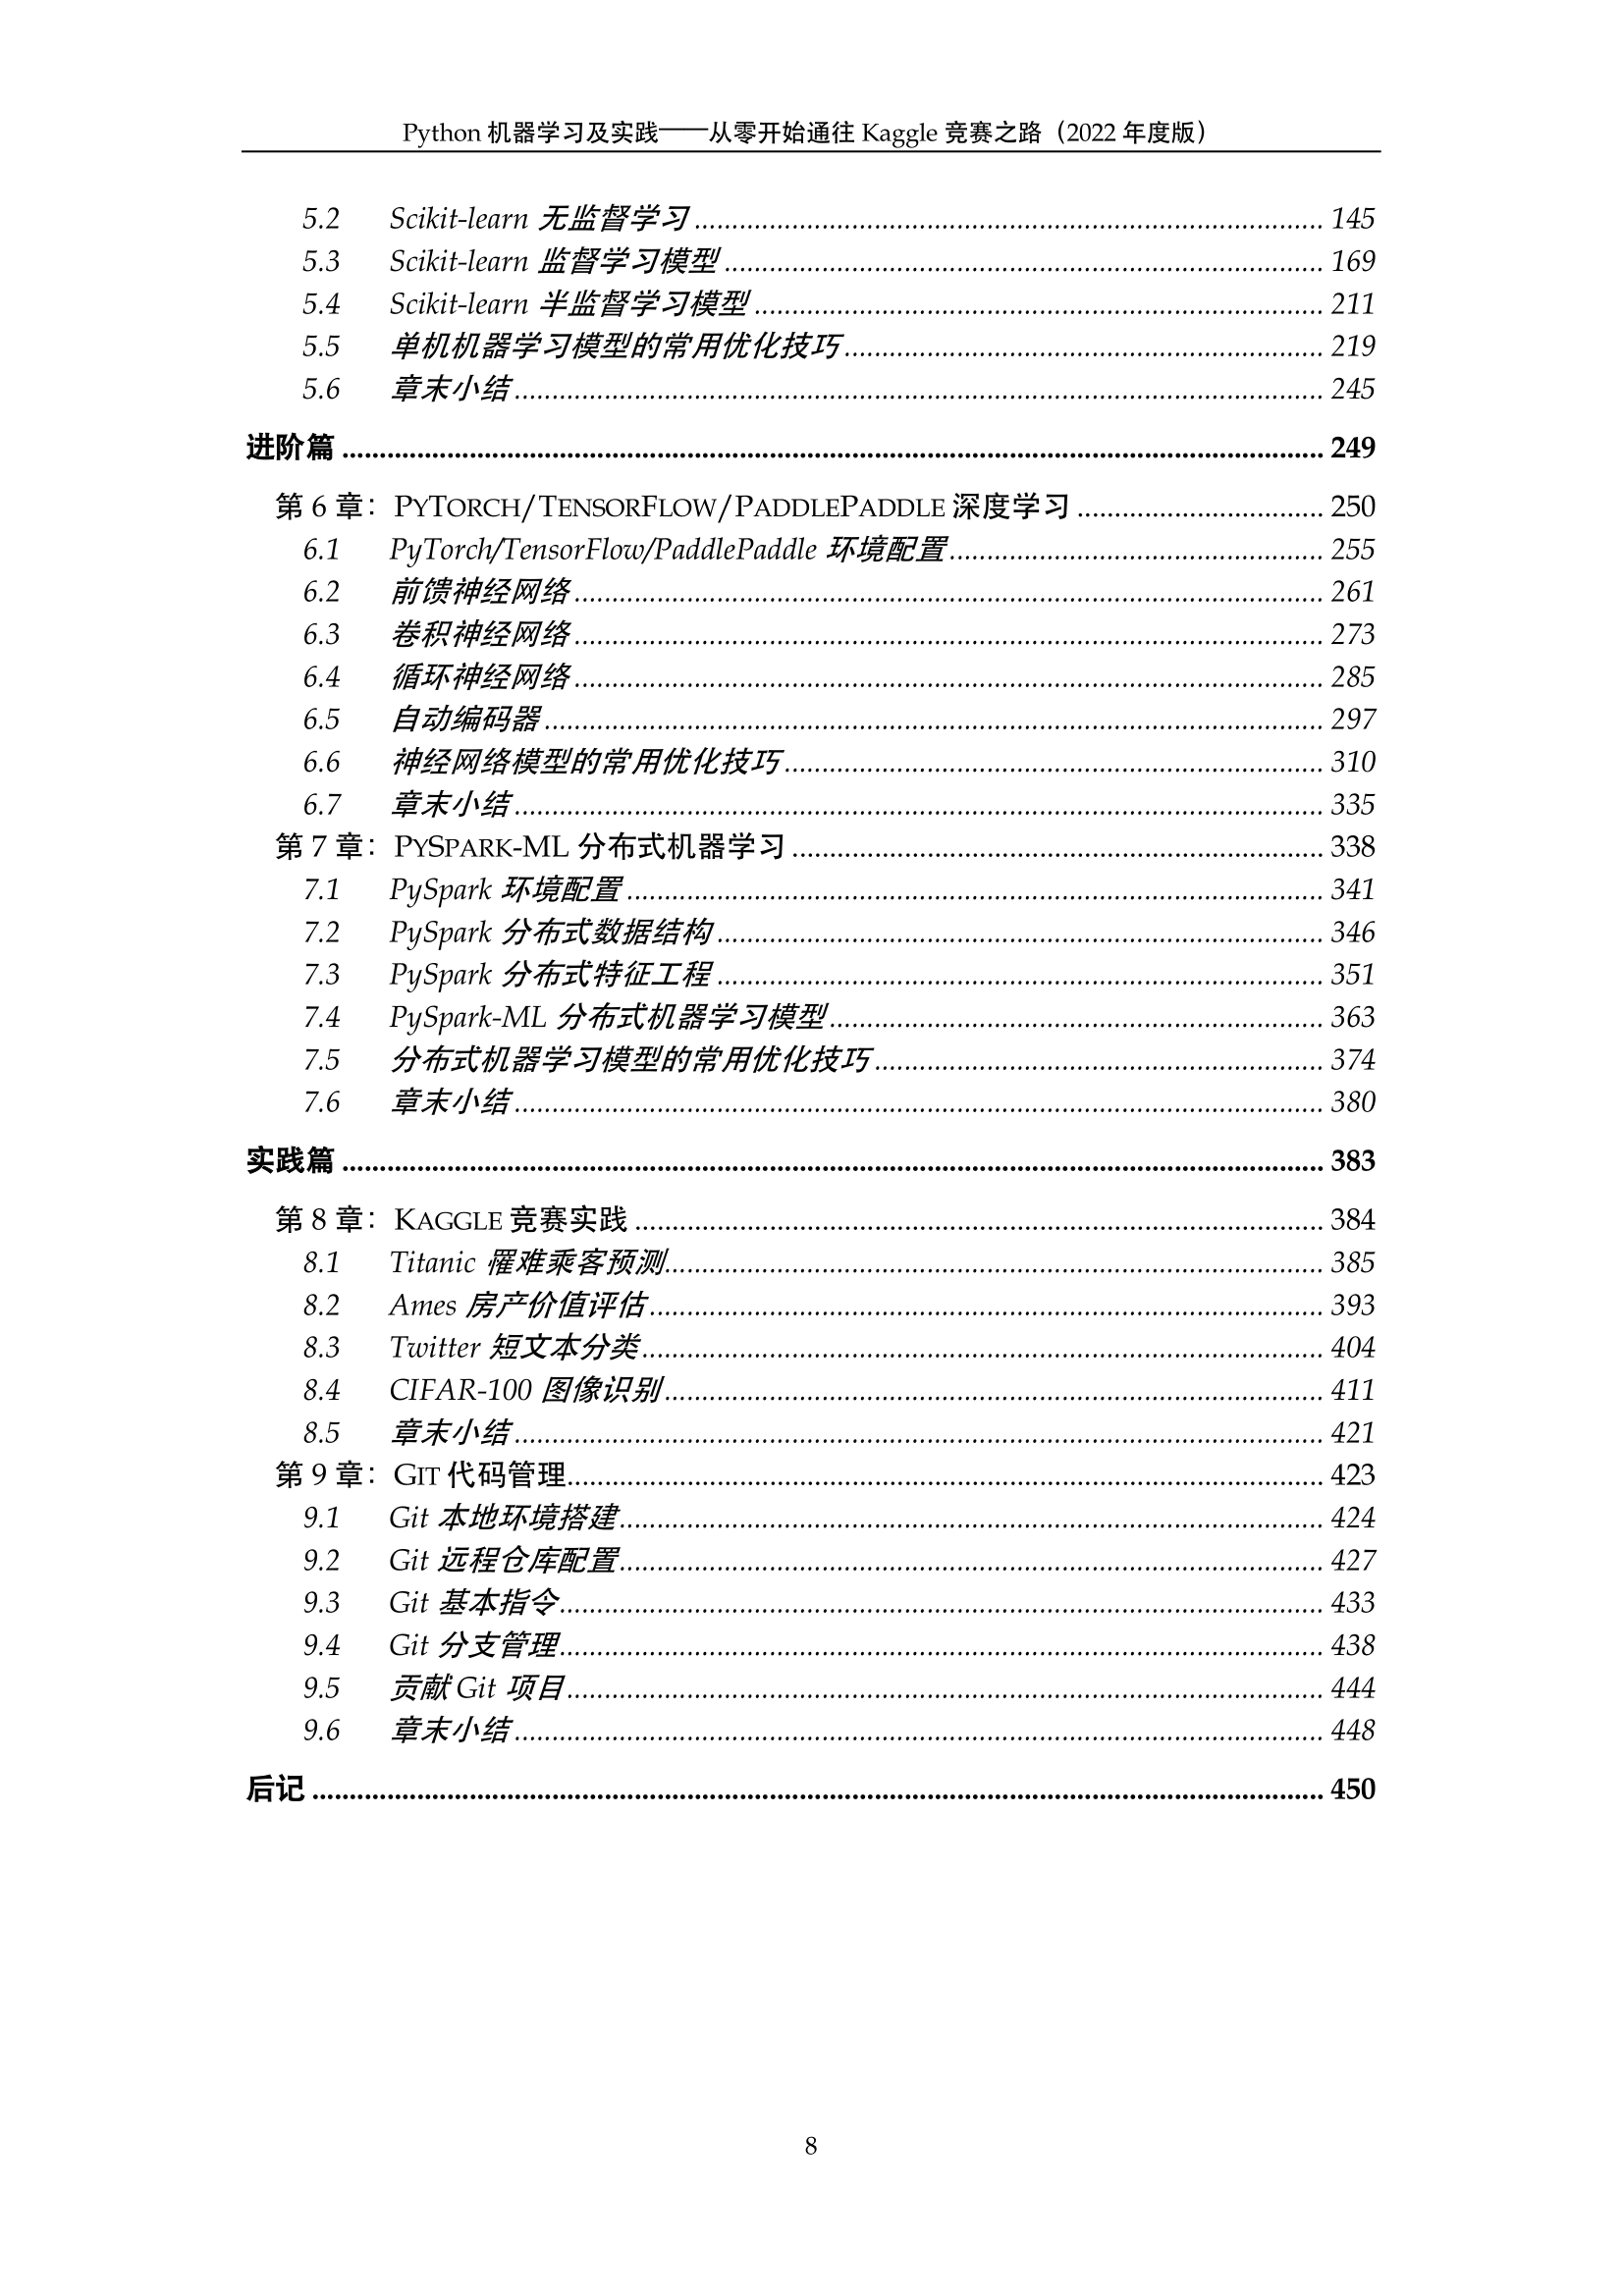 Python 机器学习及实践——从零开始通往 Kaggle 竞赛之路（2022 年度版）
5.2 Scikit-learn 无监督学习 145
5.3 Scikit-learn 监督学习模型 169
5.4 Scikit-learn 半监督学习模型 211
5.5 单机机器学习模型的常用优化技巧 219
5.6 章末小结 245
进阶篇 249
第 6 章： PYTORCH/TENSORFLOW/PADDLEPADDLE 深度学习 250
6.1 PyTorch/TensorFlow/PaddlePaddle 环境配置 255
6.2 前馈神经网络 261
6.3 卷积神经网络 273
6.4 循环神经网络 285
6.5 自动编码器 297
6.6 神经网络模型的常用优化技巧 310
6.7 章末小结 335
第 7 章： PYSPARK-ML 分布式机器学习 338
7.1 PySpark 环境配置 341
7.2 PySpark 分布式数据结构 346
7.3 PySpark 分布式特征工程 351
7.4 PySpark-ML 分布式机器学习模型 363
7.5 分布式机器学习模型的常用优化技巧 374
7.6 章末小结 380
实践篇 383
第 8 章： KAGGLE 竞赛实践 384
8.1 Titanic 罹难乘客预测 385
8.2 Ames 房产价值评估 393
8.3 Twitter 短文本分类 404
8.4 CIFAR-100 图像识别 411
8.5 章末小结 421
第 9 章： GIT 代码管理 423
9.1 Git 本地环境搭建 424
9.2 Git 远程仓库配置 427
9.3 Git 基本指令 433
9.4 Git 分支管理 438
9.5 贡献 Git 项目 444
9.6 章末小结 448
后记 450
8